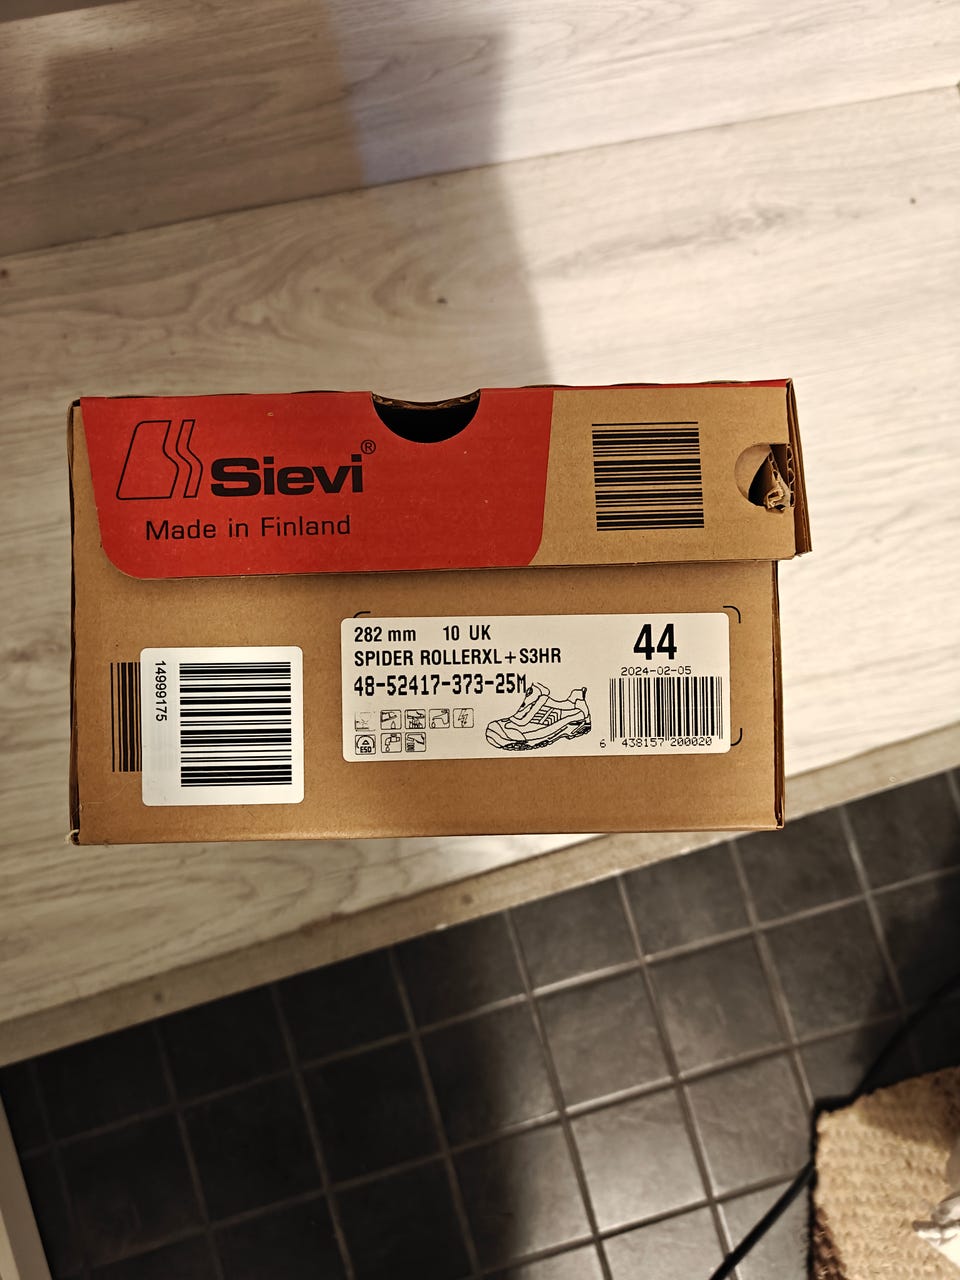 Sievi®
Made in Finland
14999175
282 mm 10 UK
SPIDER ROLLERXL+S3HR
48-52417-373-25M
44
2024-02-05
6 438157 200020
ESD